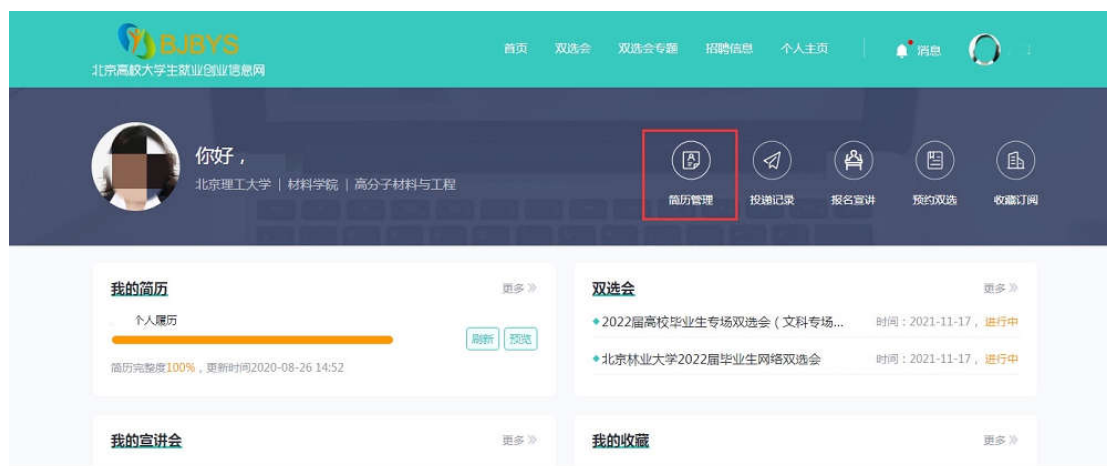 BJBYS
北京高校大学生就业创业信息网
首页 双选会 双选会专题 招聘信息 个人主页 消息
你好，
北京理工大学 | 材料学院 | 高分子材料与工程
简历管理 投递记录 报名宣讲 预约双选 收藏订阅
我的简历 更多
个人履历
刷新 预览
简历完整度100%，更新时间2020-08-26 14:52
双选会 更多
2022届高校毕业生专场双选会（文科专场... 时间：2021-11-17，进行中
北京林业大学2022届毕业生网络双选会 时间：2021-11-17，进行中
我的宣讲会 更多
我的收藏 更多